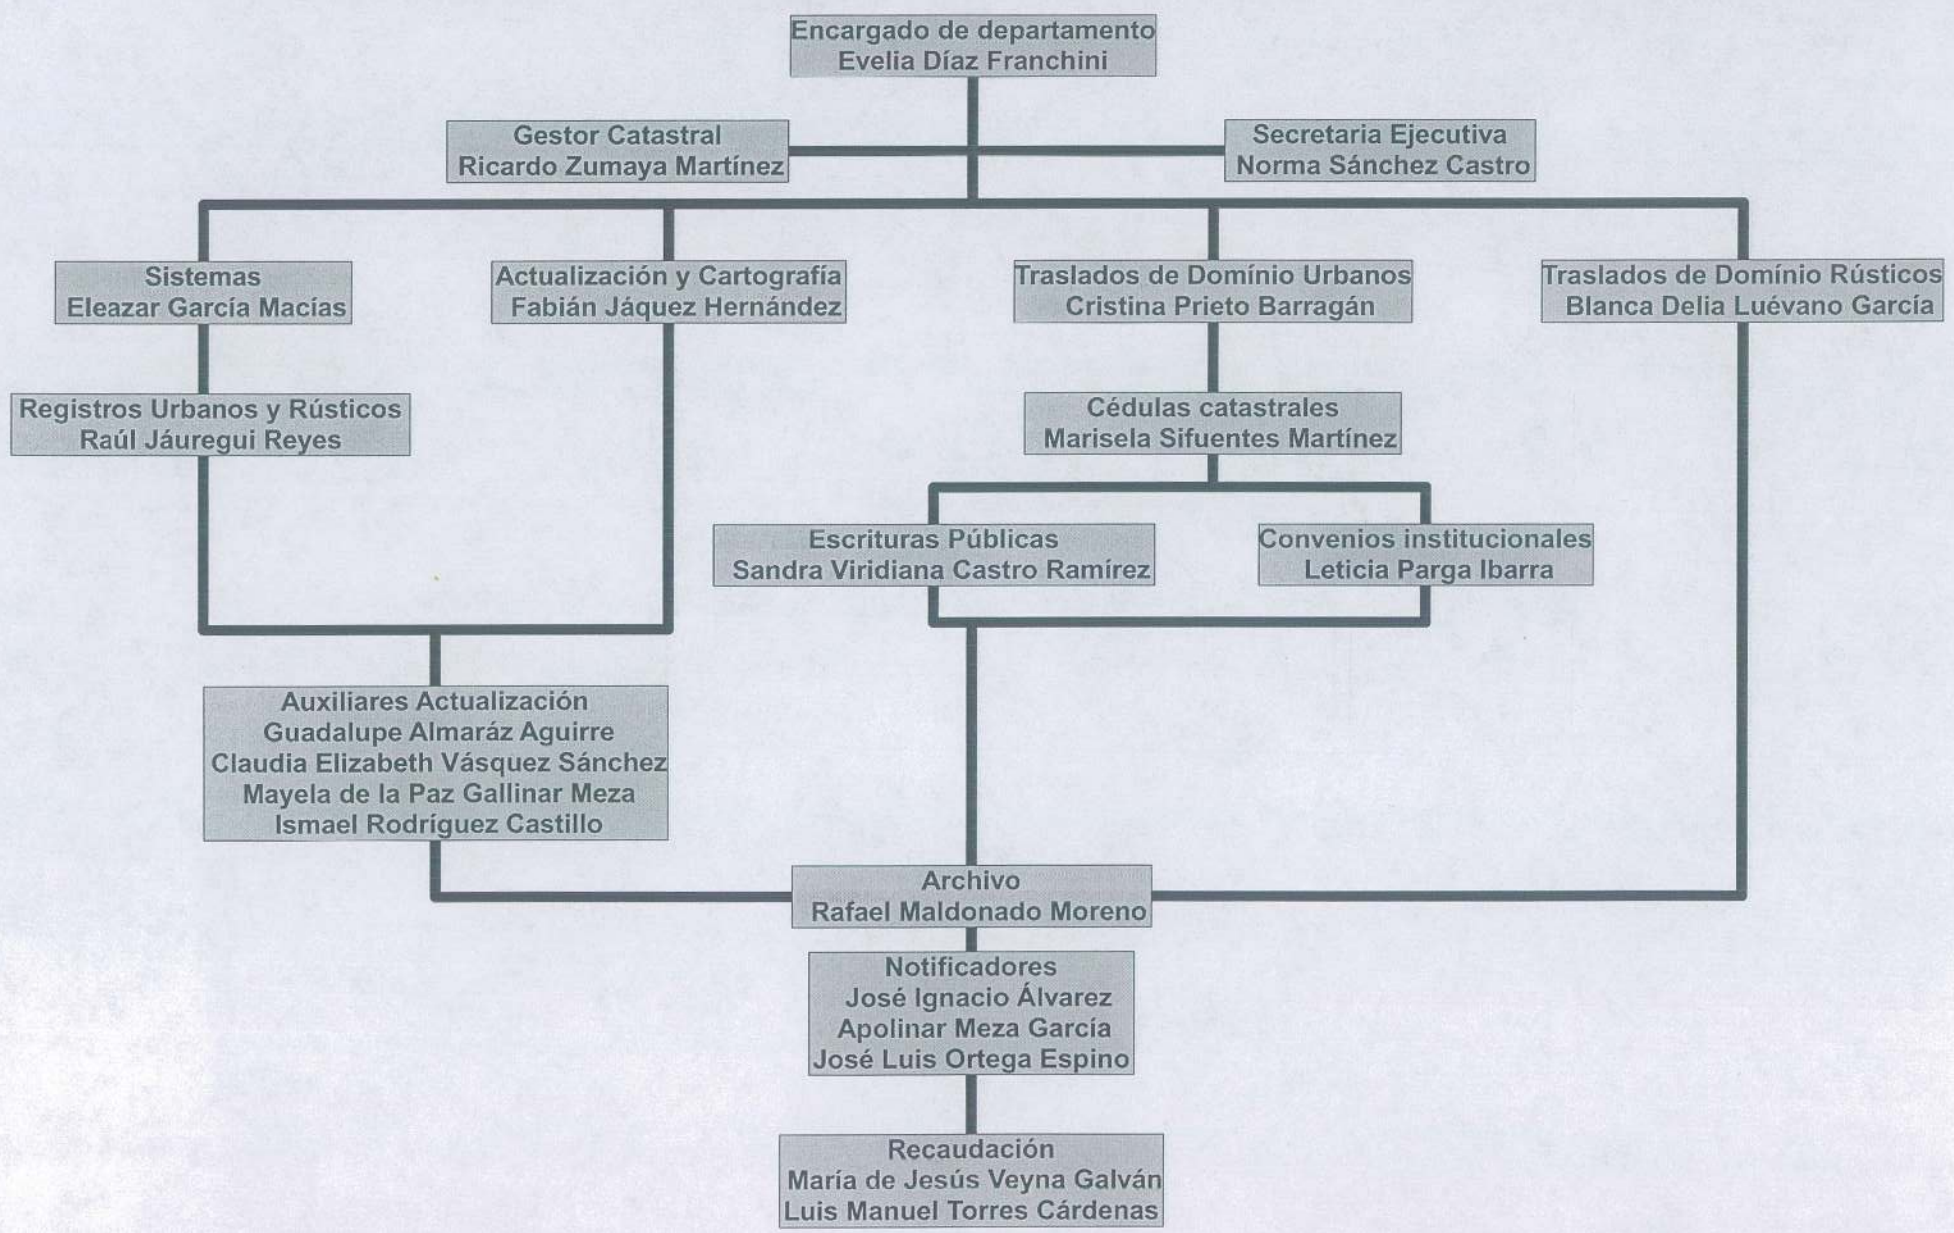 Encargado de departamento
Evelia Díaz Franchini
Gestor Catastral
Ricardo Zumaya Martínez
Secretaria Ejecutiva
Norma Sánchez Castro
Sistemas
Eleazar García Macías
Actualización y Cartografía
Fabián Jáquez Hernández
Traslados de Domínio Urbanos
Cristina Prieto Barragán
Traslados de Domínio Rústicos
Blanca Delia Luévano García
Registros Urbanos y Rústicos
Raúl Jáuregui Reyes
Cédulas catastrales
Marisela Sifuentes Martínez
Escrituras Públicas
Sandra Viridiana Castro Ramírez
Convenios institucionales
Leticia Parga Ibarra
Auxiliares Actualización
Guadalupe Almaráz Aguirre
Claudia Elizabeth Vásquez Sánchez
Mayela de la Paz Gallinar Meza
Ismael Rodríguez Castillo
Archivo
Rafael Maldonado Moreno
Notificadores
José Ignacio Álvarez
Apolinar Meza García
José Luis Ortega Espino
Recaudación
María de Jesús Veyna Galván
Luis Manuel Torres Cárdenas